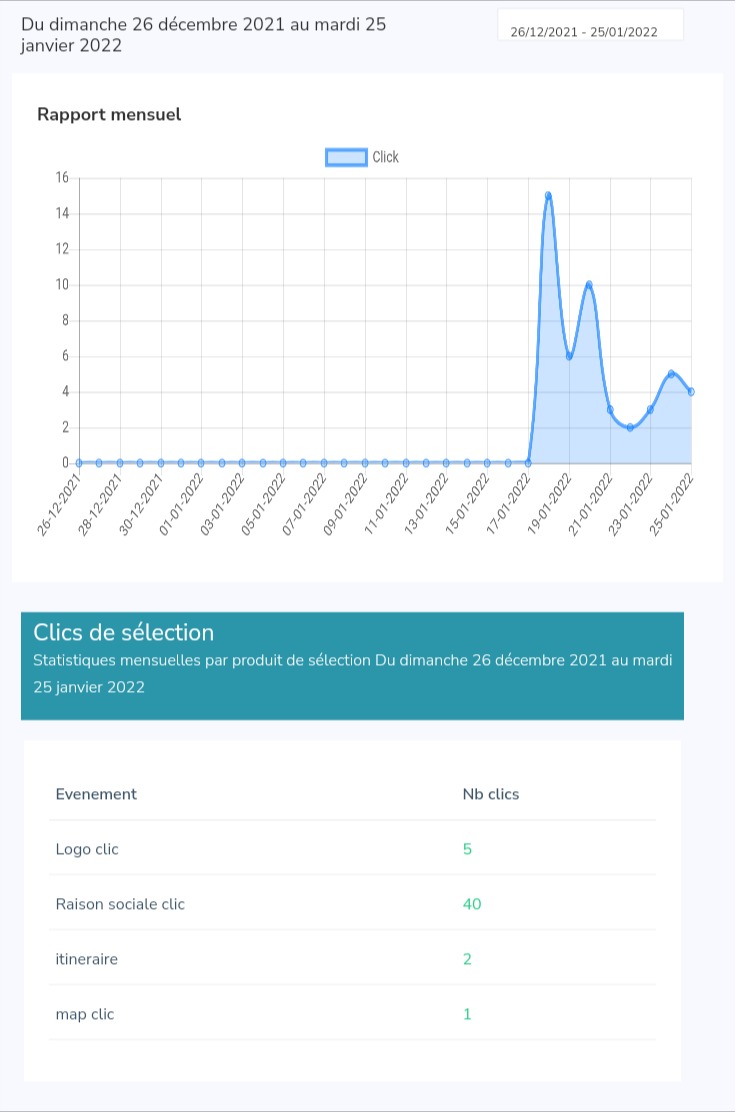 Du dimanche 26 décembre 2021 au mardi 25
janvier 2022
26/12/2021 - 25/01/2022
Rapport mensuel
Click
16
14
12
10
8
6
4
2
0
26-12-2021
28-12-2021
30-12-2021
01-01-2022
03-01-2022
05-01-2022
07-01-2022
09-01-2022
11-01-2022
13-01-2022
15-01-2022
17-01-2022
19-01-2022
21-01-2022
23-01-2022
25-01-2022
Clics de sélection
Statistiques mensuelles par produit de sélection Du dimanche 26 décembre 2021 au mardi
25 janvier 2022
Evenement Nb clics
Logo clic 5
Raison sociale clic 40
itineraire 2
map clic 1